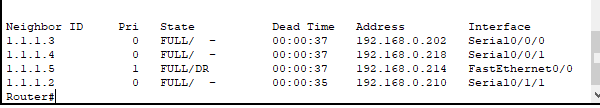 Neighbor ID     Pri   State           Dead Time   Address         Interface
1.1.1.3           0   FULL/  -        00:00:37    192.168.0.202   Serial0/0/0
1.1.1.4           0   FULL/  -        00:00:37    192.168.0.218   Serial0/0/1
1.1.1.5           1   FULL/DR         00:00:37    192.168.0.214   FastEthernet0/0
1.1.1.2           0   FULL/  -        00:00:35    192.168.0.210   Serial0/1/1
Router#